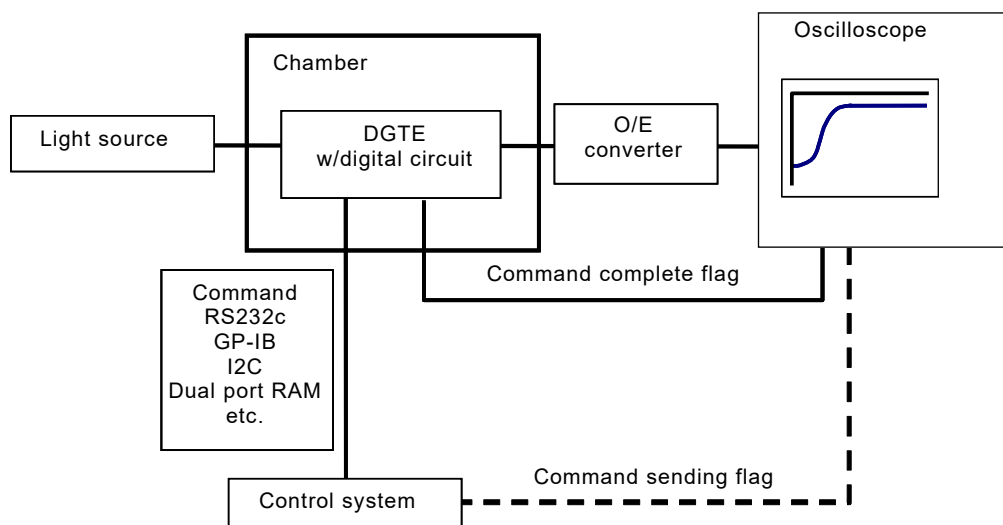 Oscilloscope
Chamber
Light source
DGTE
w/digital circuit
O/E
converter
Command complete flag
Command
RS232c
GP-IB
I2C
Dual port RAM
etc.
Command sending flag
Control system